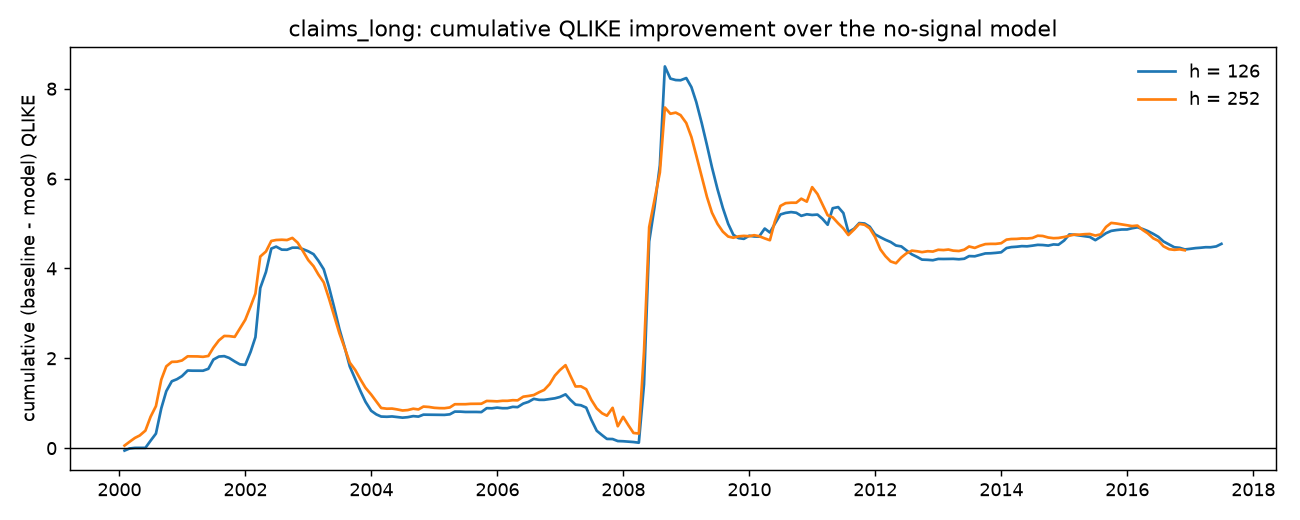 claims_long: cumulative QLIKE improvement over the no-signal model
cumulative (baseline - model) QLIKE
8
6
4
2
0
h = 126
h = 252
2000 2002 2004 2006 2008 2010 2012 2014 2016 2018